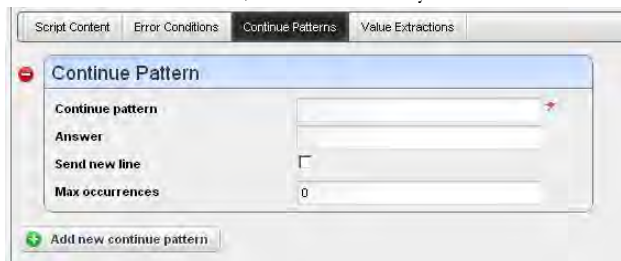 Script Content Error Conditions Continue Patterns Value Extractions
Continue Pattern
Continue pattern *
Answer
Send new line
Max occurrences 0
Add new continue pattern